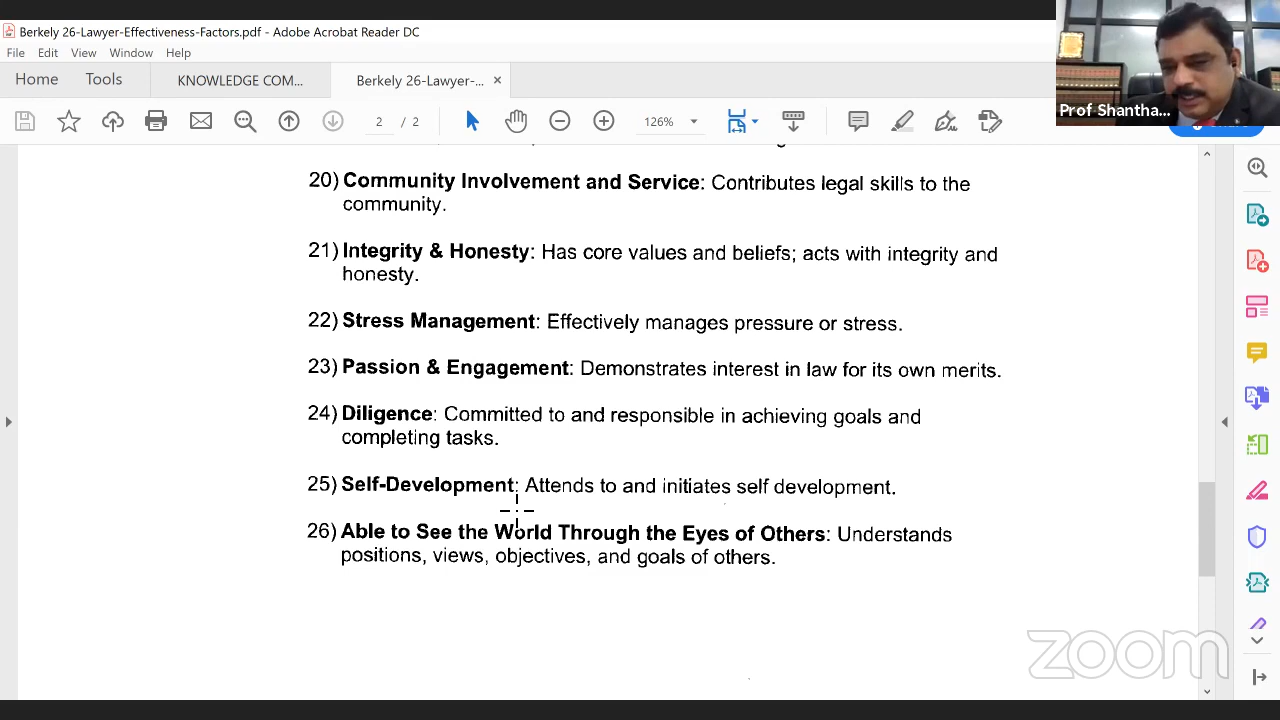 Berkely 26-Lawyer-Effectiveness-Factors.pdf - Adobe Acrobat Reader DC
File Edit View Window Help
Home Tools KNOWLEDGE COM... Berkely 26-Lawyer-... ×
2 / 2 126%
Prof Shantha...
20) Community Involvement and Service: Contributes legal skills to the
community.
21) Integrity & Honesty: Has core values and beliefs; acts with integrity and
honesty.
22) Stress Management: Effectively manages pressure or stress.
23) Passion & Engagement: Demonstrates interest in law for its own merits.
24) Diligence: Committed to and responsible in achieving goals and
completing tasks.
25) Self-Development: Attends to and initiates self development.
26) Able to See the World Through the Eyes of Others: Understands
positions, views, objectives, and goals of others.
zoom